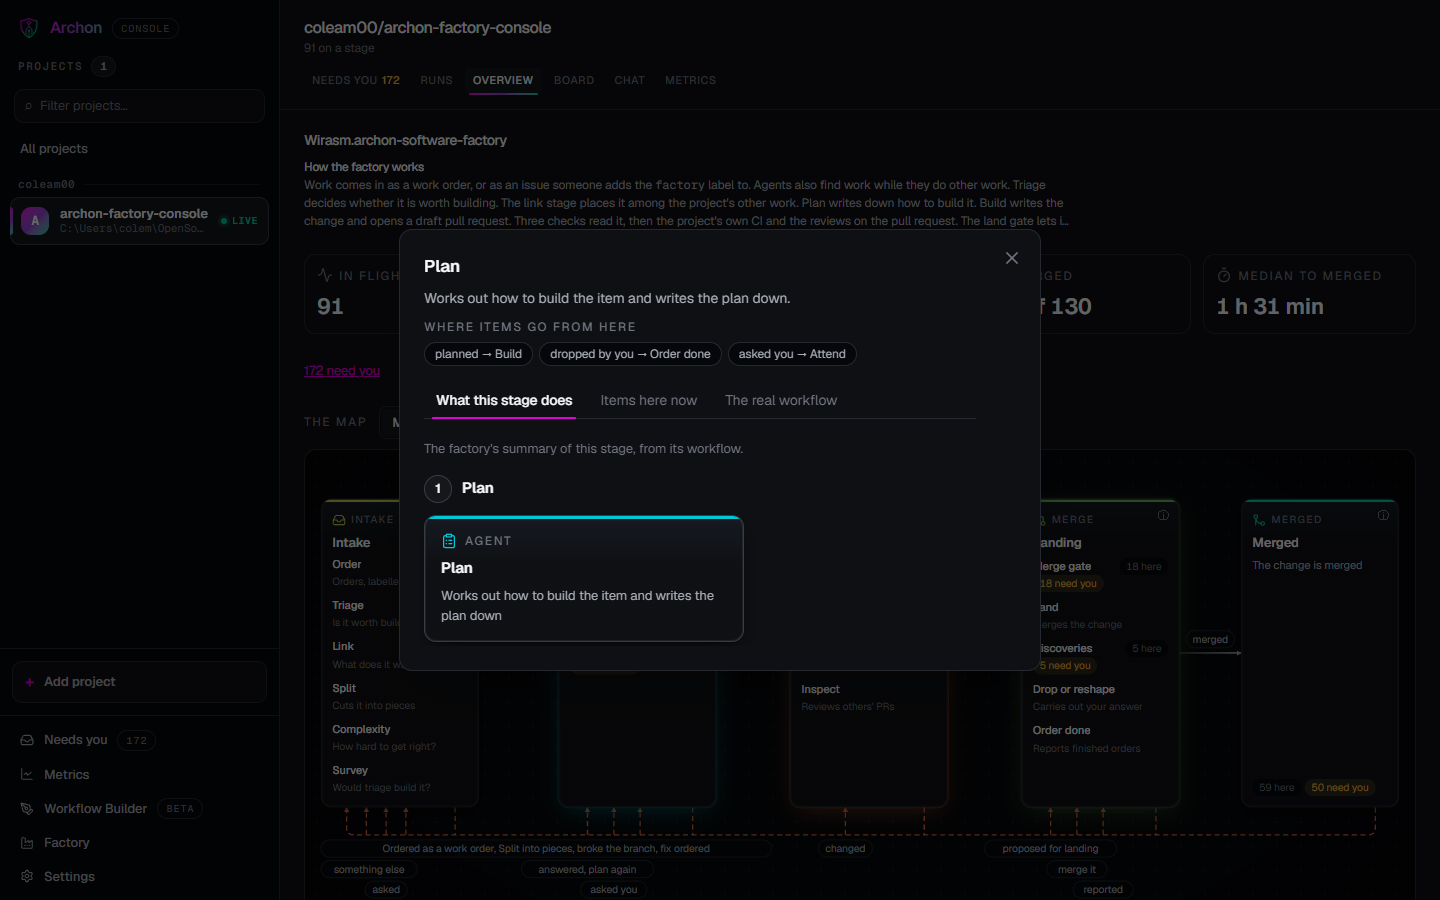 Archon CONSOLE
PROJECTS 1
Filter projects...
All projects
coleam00
A
archon-factory-console
LIVE
C:\Users\colem\OpenSo…
Add project
Needs you 172
Metrics
Workflow Builder BETA
Factory
Settings
coleam00/archon-factory-console
91 on a stage
NEEDS YOU 172 RUNS OVERVIEW BOARD CHAT METRICS
Wirasm.archon-software-factory
How the factory works
Work comes in as a work order, or as an issue someone adds the factory label to. Agents also find work while they do other work. Triage
decides whether it is worth building. The link stage places it among the project's other work. Plan writes down how to build it. Build writes the
change and opens a draft pull request. Three checks read it, then the project's own CI and the reviews on the pull request. The land gate lets i…
IN FLIGH
91
130
MEDIAN TO MERGED
1 h 31 min
172 need you
THE MAP
Plan
Works out how to build the item and writes the plan down.
WHERE ITEMS GO FROM HERE
planned → Build
dropped by you → Order done
asked you → Attend
What this stage does
Items here now
The real workflow
The factory's summary of this stage, from its workflow.
1 Plan
AGENT
Plan
Works out how to build the item and writes the
plan down
INTAKE
Intake
Order
Orders, labelle
Triage
Is it worth buil
Link
What does it w
Split
Cuts it into pieces
Complexity
How hard to get right?
Survey
Would triage build it?
Inspect
Reviews others' PRs
MERGE
anding
erge gate 18 here
18 need you
and
erges the change
iscoveries 5 here
5 need you
Drop or reshape
Carries out your answer
Order done
Reports finished orders
merged
MERGED
Merged
The change is merged
59 here 50 need you
Ordered as a work order, Split into pieces, broke the branch, fix ordered
changed
proposed for landing
something else
answered, plan again
merge it
asked
asked you
reported